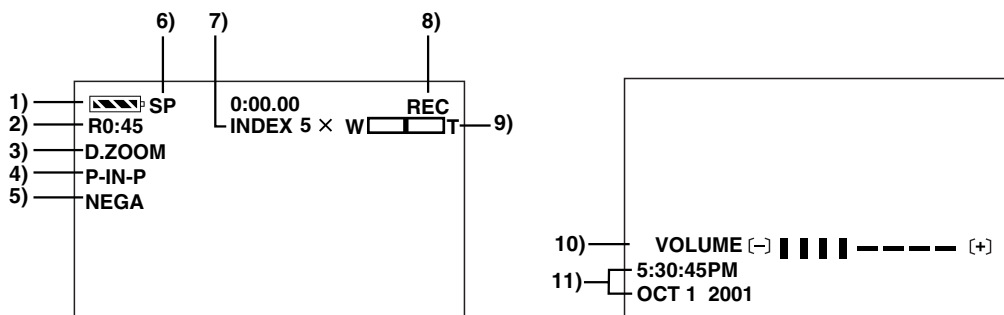 6) 7) 8)
1) SP 0:00.00 REC
2) R0:45 INDEX 5 × W T 9)
3) D.ZOOM
4) P-IN-P
5) NEGA
10) VOLUME [−] [+]
11) 5:30:45PM
OCT 1 2001